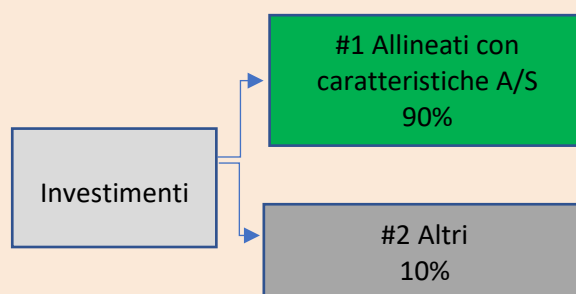 #1 Allineati con
caratteristiche A/S
90%
Investimenti
#2 Altri
10%